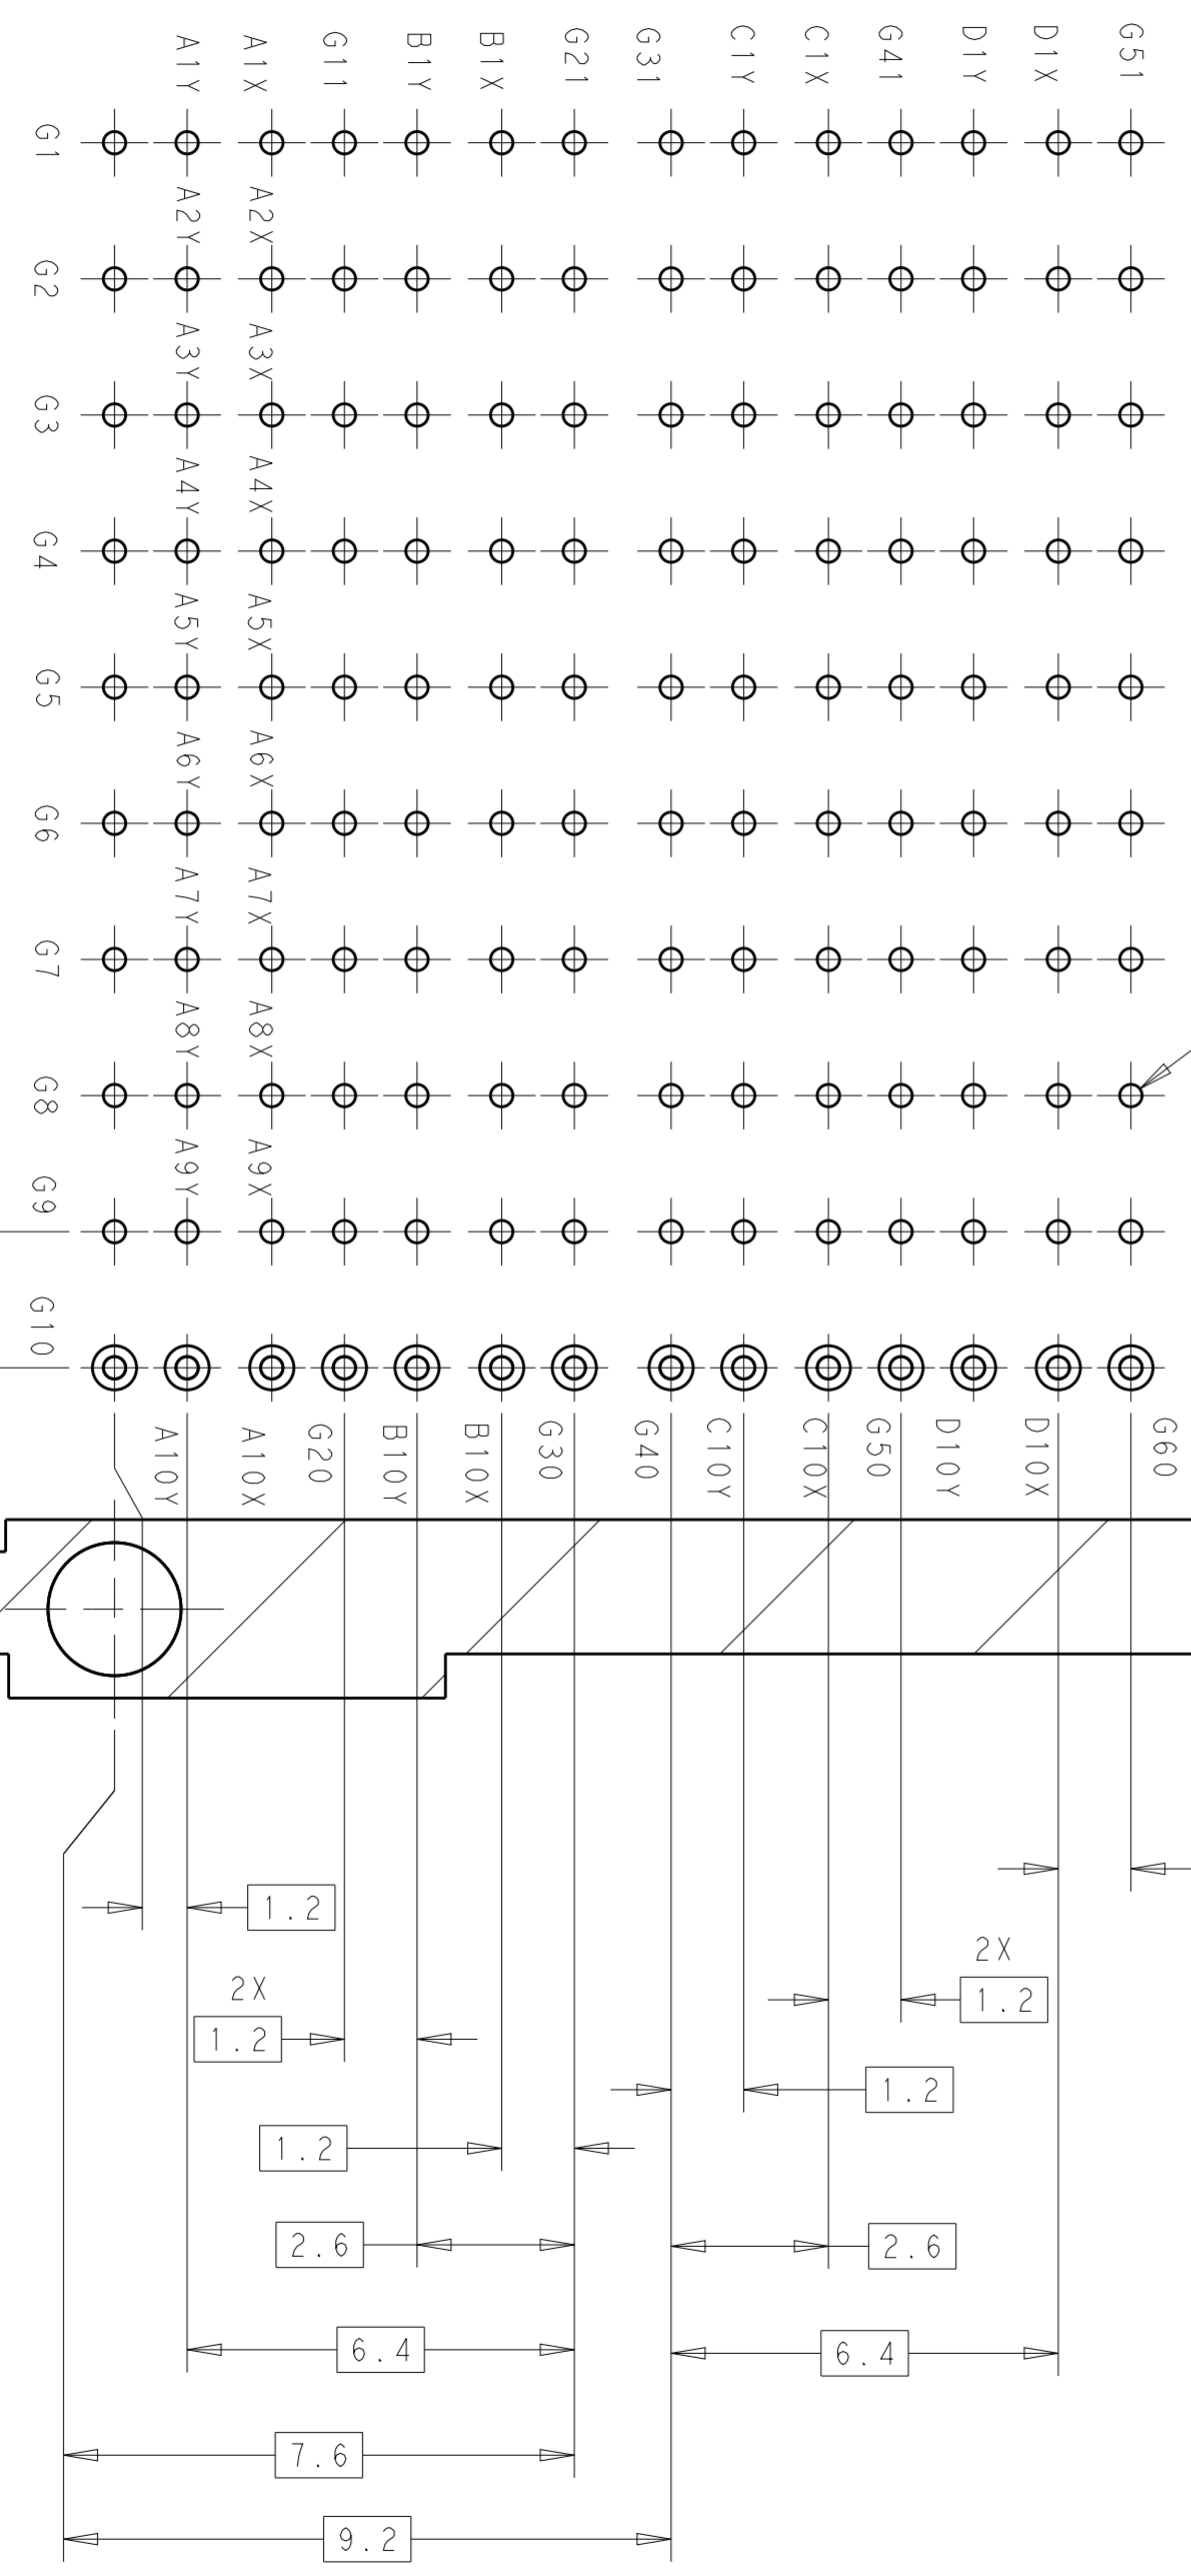 A1Y
A1X
G11
B1Y
B1X
G21
G31
C1Y
C1X
G41
D1Y
D1X
G51
G1
A2Y
A2X
G2
A3Y
A3X
G3
A4Y
A4X
G4
A5Y
A5X
G5
A6Y
A6X
G6
A7Y
A7X
G7
A8Y
A8X
G8
A9Y
A9X
G9
G10
A10Y
A10X
G20
B10Y
B10X
G30
G40
C10Y
C10X
G50
D10Y
D10X
G60
1.2
2X
1.2
2X
1.2
1.2
1.2
2.6
2.6
6.4
6.4
7.6
9.2